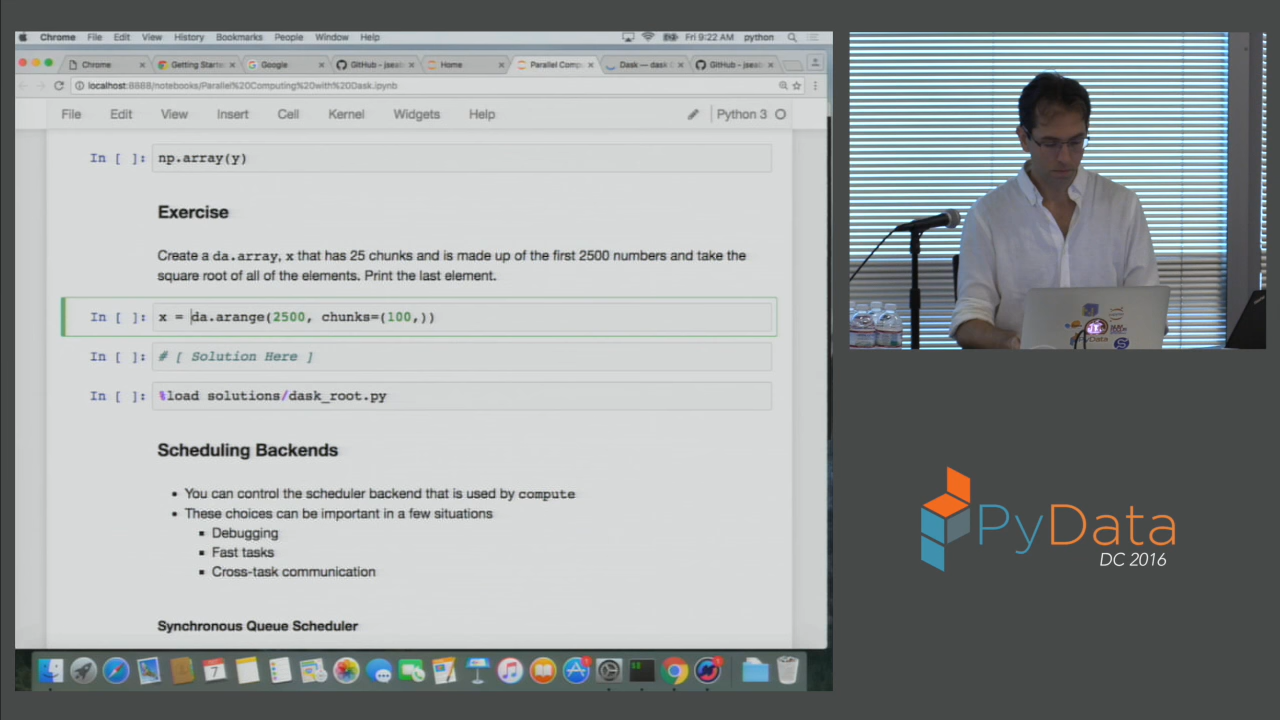 Chrome File Edit View History Bookmarks People Window Help Fri 9:22 AM python
Chrome Getting Starte Google GitHub - jseab Home Parallel Comp Dask — dask 0 GitHub - jseab
localhost:8888/notebooks/Parallel%20Computing%20with%20Dask.ipynb
File Edit View Insert Cell Kernel Widgets Help Python 3
In [ ]: np.array(y)
Exercise
Create a da.array, x that has 25 chunks and is made up of the first 2500 numbers and take the
square root of all of the elements. Print the last element.
In [ ]: x = da.arange(2500, chunks=(100,))
In [ ]: # [ Solution Here ]
In [ ]: %load solutions/dask_root.py
Scheduling Backends
You can control the scheduler backend that is used by compute
These choices can be important in a few situations
Debugging
Fast tasks
Cross-task communication
Synchronous Queue Scheduler
7
PyData
PyData
DC 2016